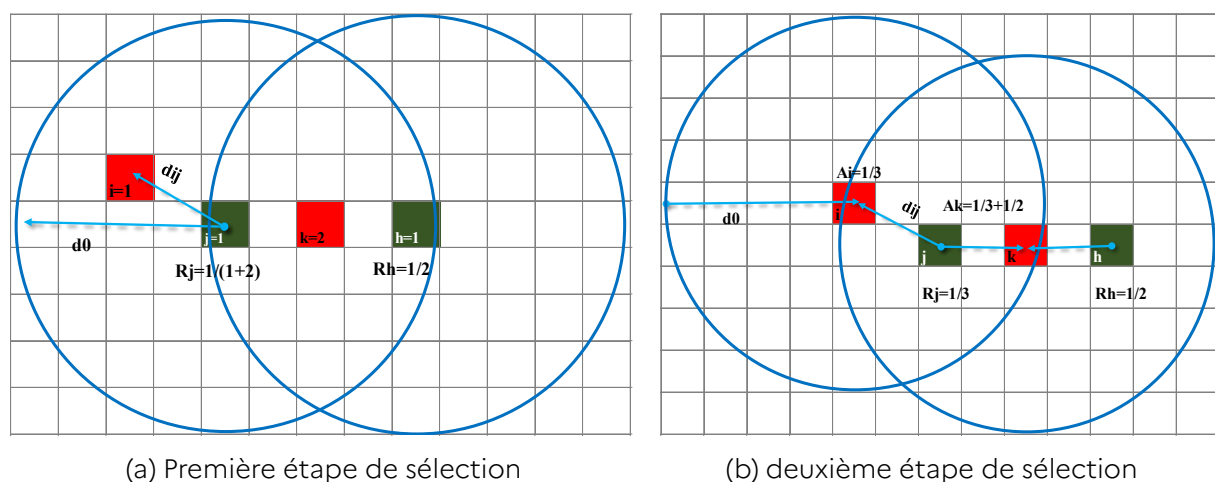 i=1
dij
d0
j=1
k=2
h=1
Rj=1/(1+2)
Rh=1/2
(a) Première étape de sélection
Ai=1/3
i
dij
Ak=1/3+1/2
d0
j
k
h
Rj=1/3
Rh=1/2
(b) deuxième étape de sélection